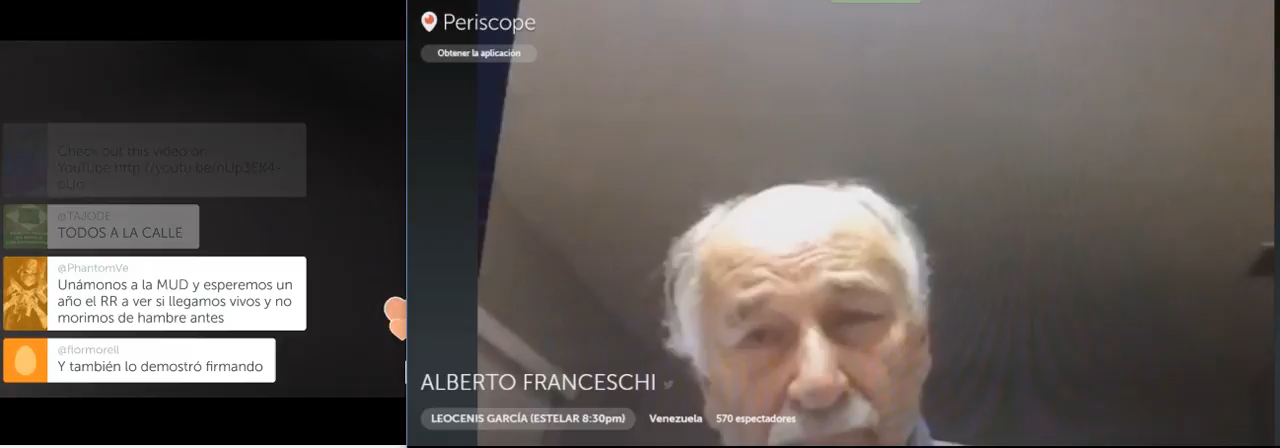 Check out this video on
YouTube:http://youtu.be/
@TAJODE
TODOS A LA CALLE
@PhantomVe
Unámonos a la MUD y esperemos un
año el RR a ver si llegamos vivos y no
morimos de hambre antes
@fiormorell
Y también lo demostró firmando
Periscope
Obtener la aplicación
ALBERTO FRANCESCHI
LEOCENIS GARCÍA (ESTELAR 8:30pm) Venezuela 570 espectadores